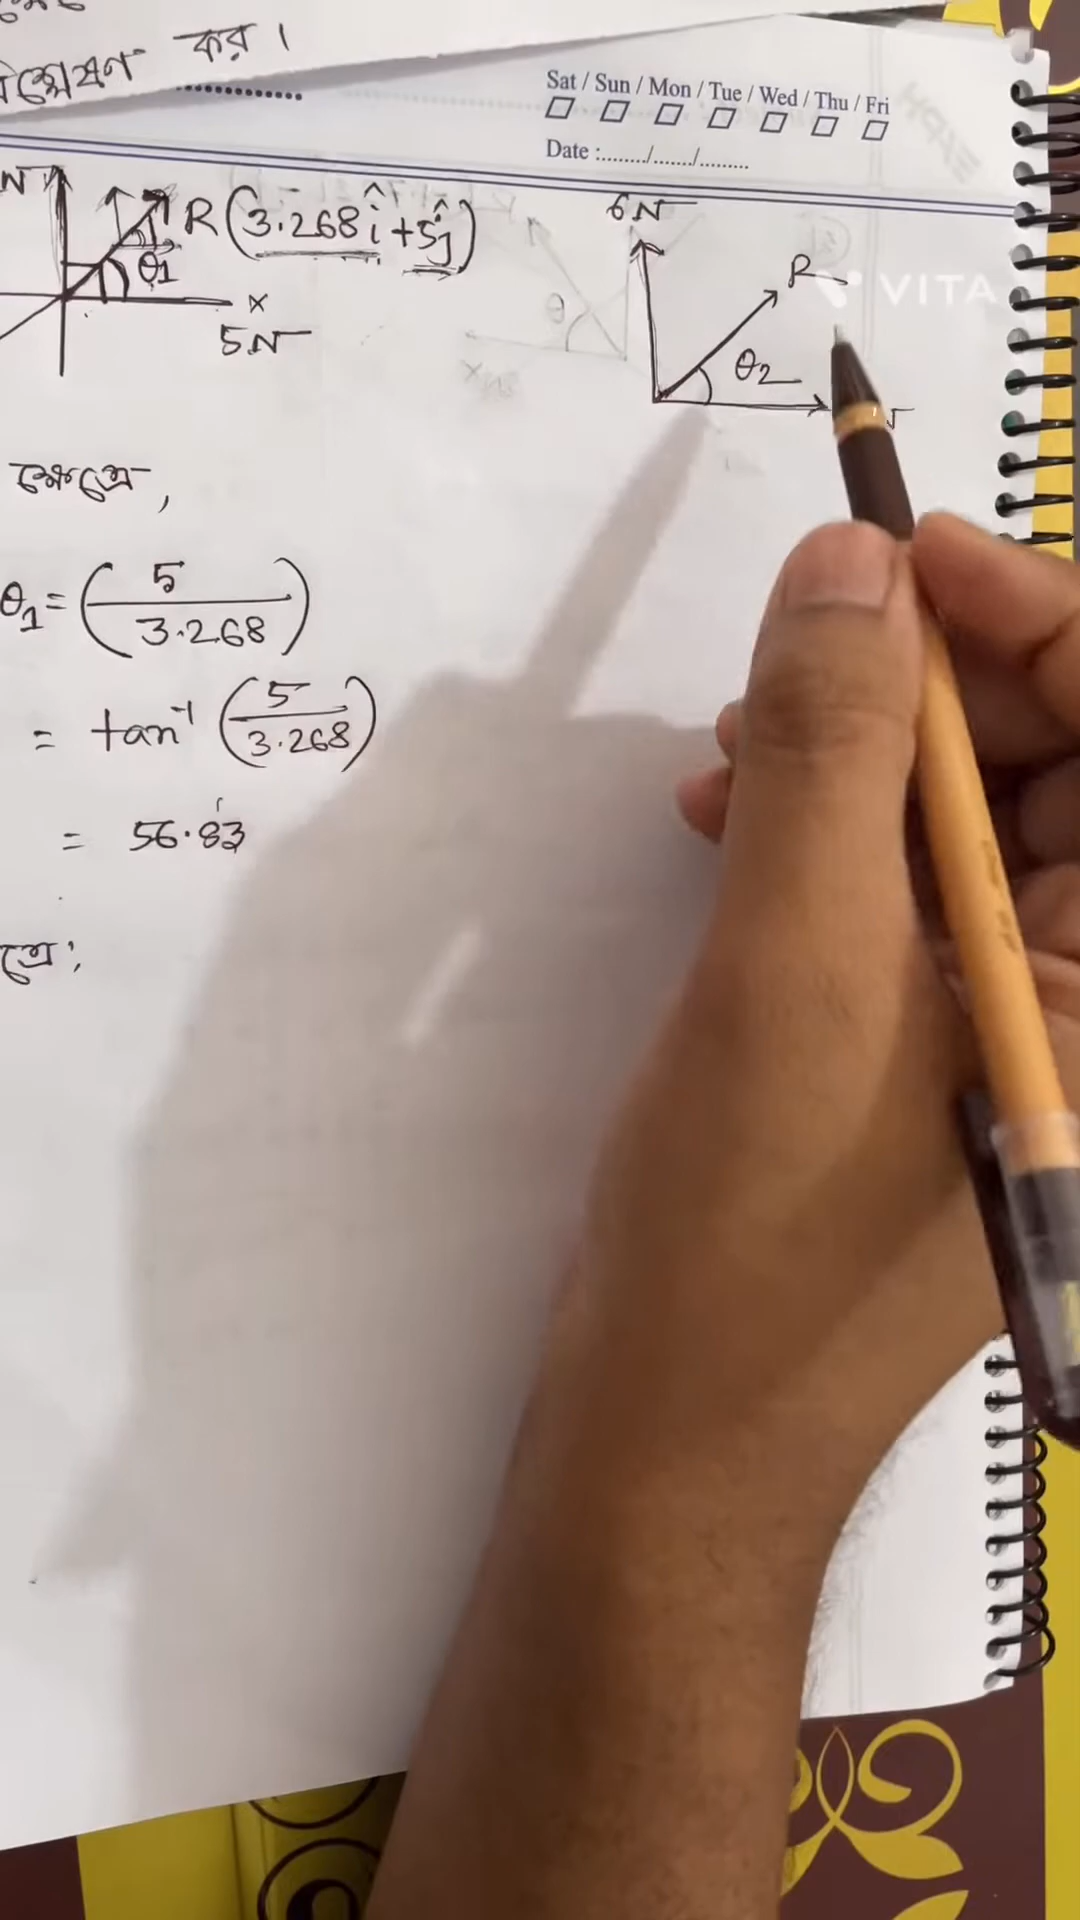 কর।
Sat / Sun / Mon / Tue / Wed / Thu / Fri
Date :......../......./.........
N
R (3.268î + 5ĵ)
θ1
x
5N
6N
R
θ2
VITA
θ1 = (5/3.268)
= tan⁻¹ (5/3.268)
= 56.83